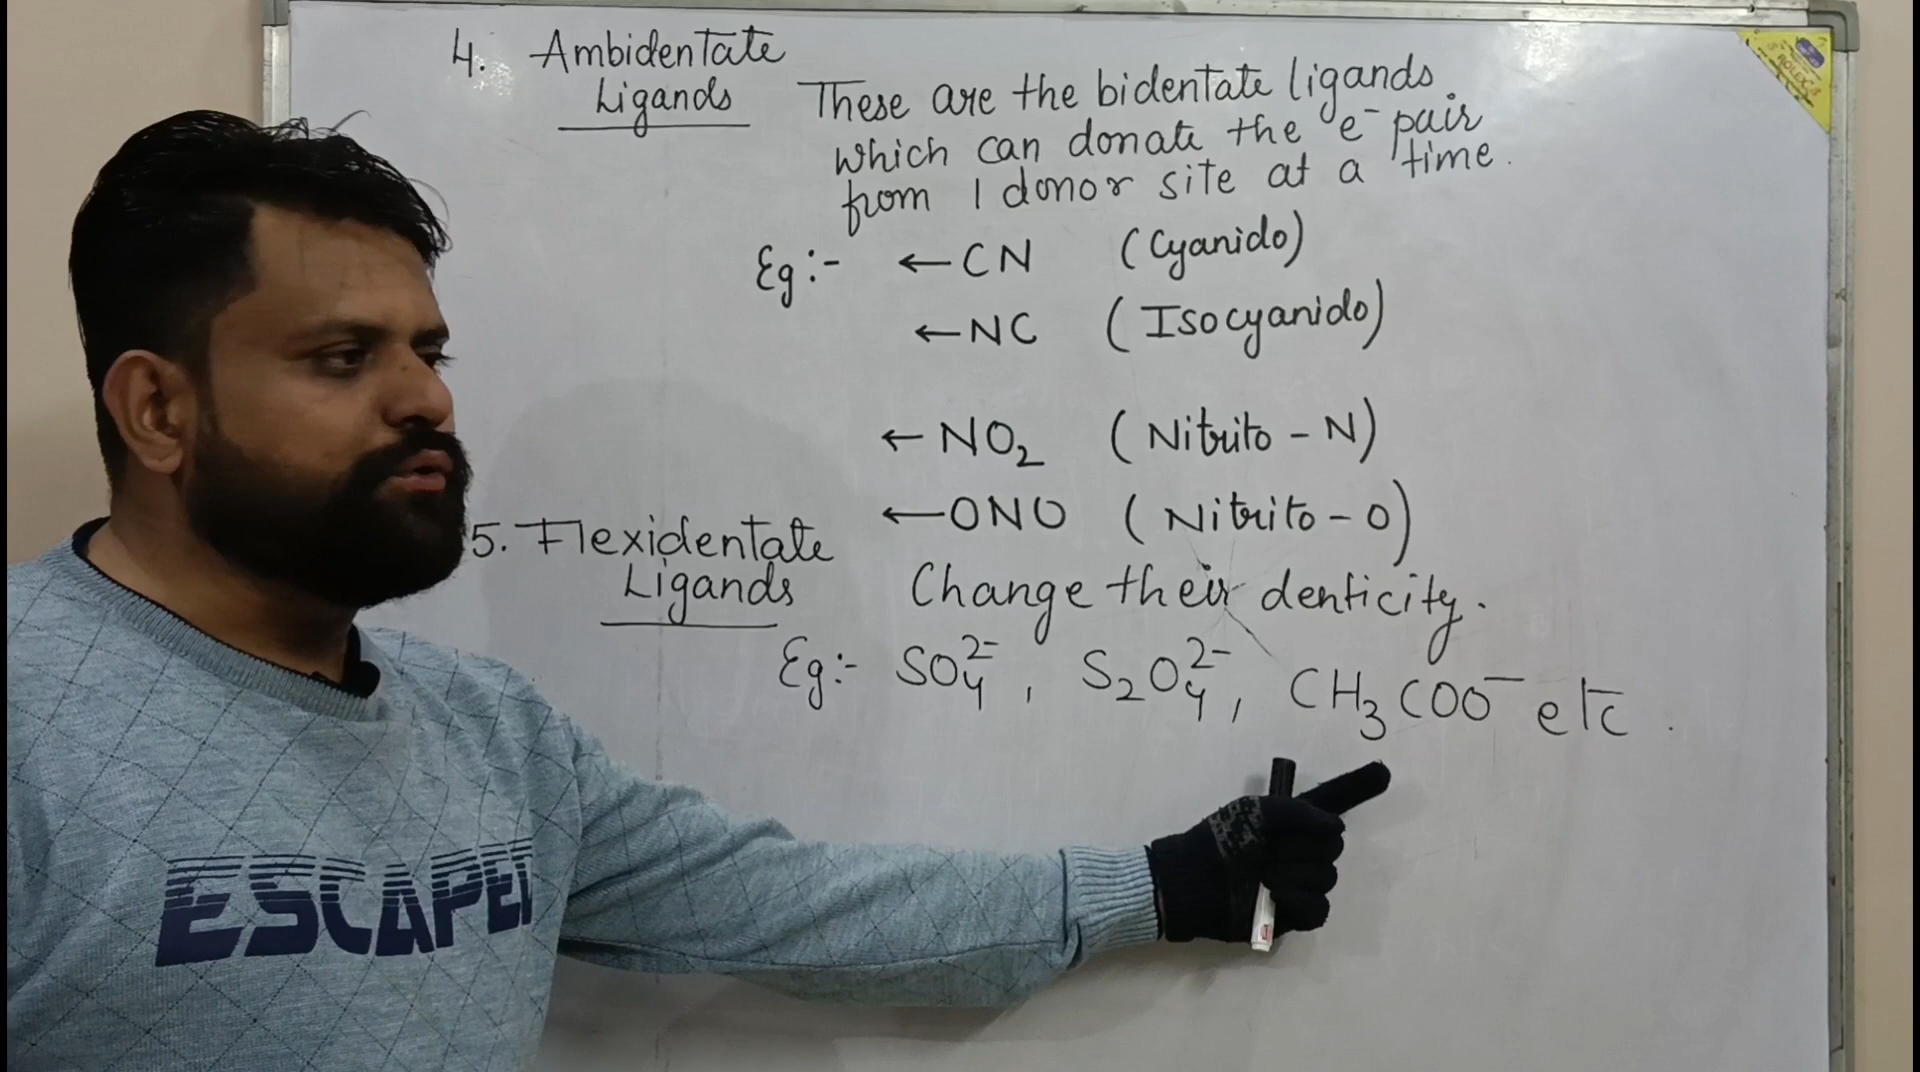 4. Ambidentate
Ligands
These are the bidentate ligands
which can donate the e⁻ pair
from 1 donor site at a time.
Eg:- ←CN (Cyanido)
←NC (Isocyanido)
←NO₂ (Nitrito-N)
←ONO (Nitrito-O)
5. Flexidentate
Ligands
Change their denticity.
Eg:- SO₄²⁻, S₂O₄²⁻, CH₃COO⁻ etc.
ESCAPE
ROLEX